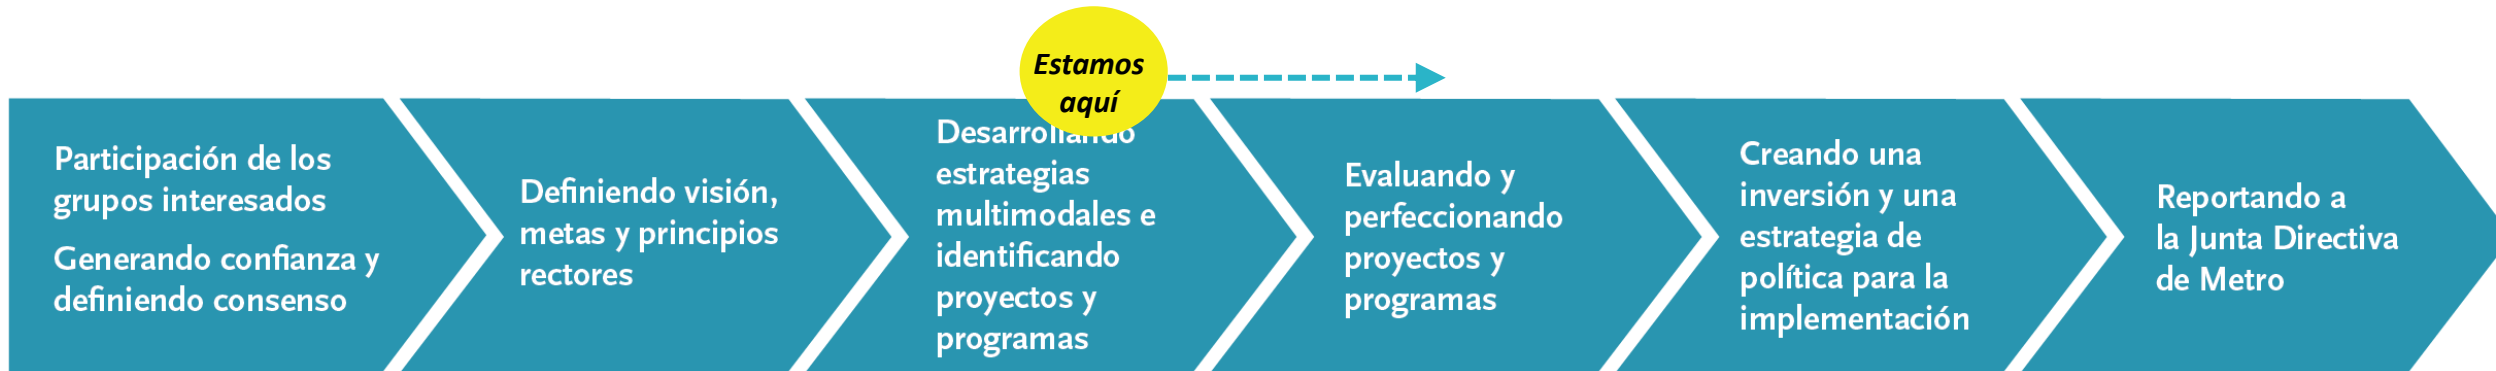 Estamos
aquí
Participación de los
grupos interesados
Generando confianza y
definiendo consenso
Definiendo visión,
metas y principios
rectores
Desarrollando
estrategias
multimodales e
identificando
proyectos y
programas
Evaluando y
perfeccionando
proyectos y
programas
Creando una
inversión y una
estrategia de
política para la
implementación
Reportando a
la Junta Directiva
de Metro